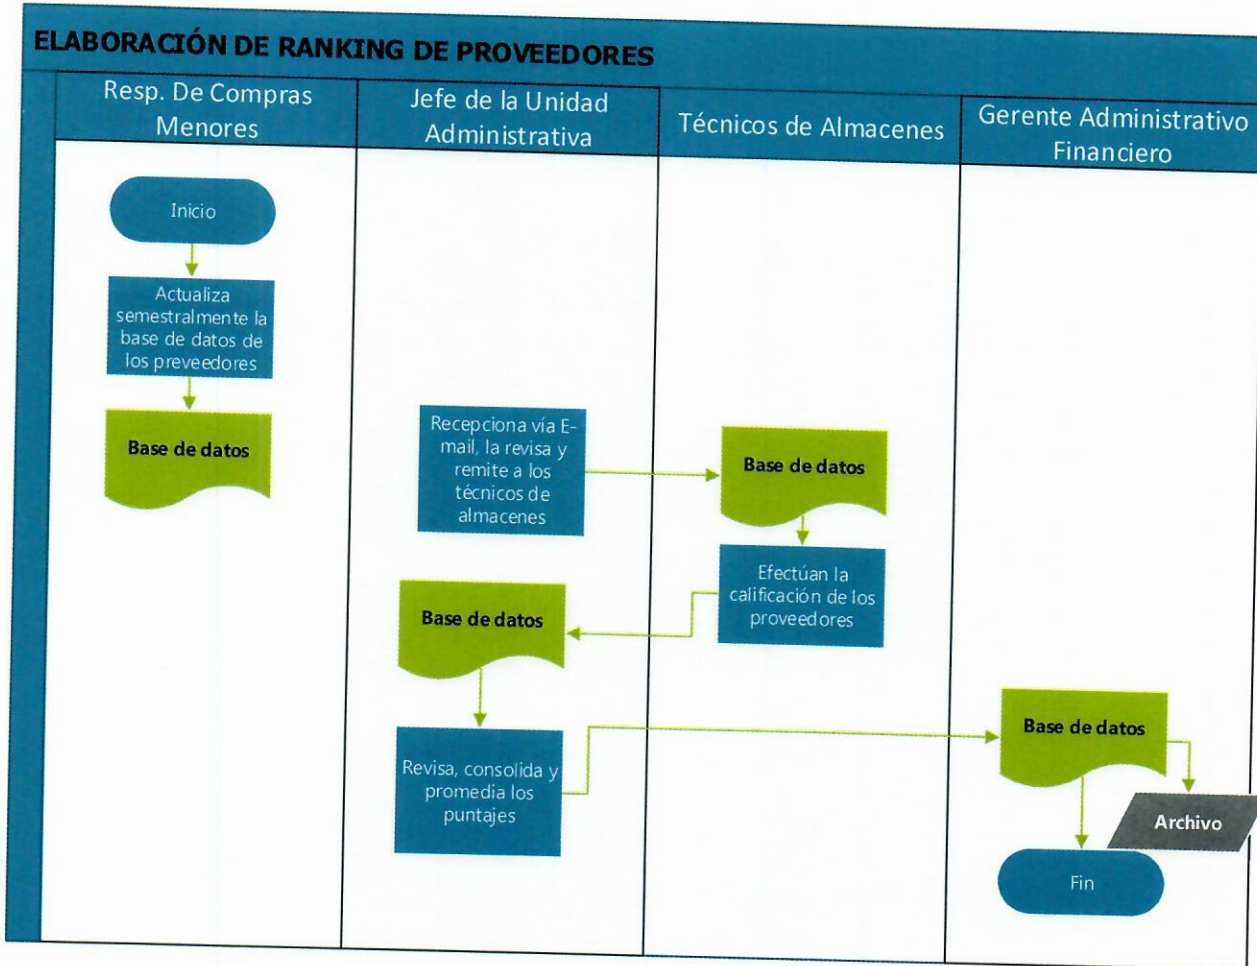 ELABORACIÓN DE RANKING DE PROVEEDORES
Resp. De Compras
Menores
Jefe de la Unidad
Administrativa
Técnicos de Almacenes
Gerente Administrativo
Financiero
Inicio
Actualiza
semestralmente la
base de datos de
los preveedores
Base de datos
Recepciona vía E-
mail, la revisa y
remite a los
técnicos de
almacenes
Base de datos
Efectúan la
calificación de los
proveedores
Base de datos
Revisa, consolida y
promedia los
puntajes
Base de datos
Archivo
Fin